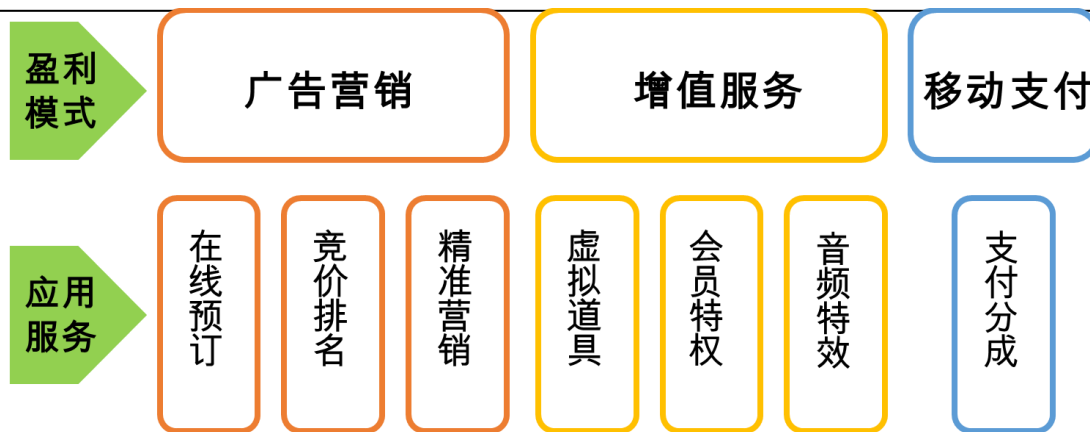 盈利
模式
广告营销
增值服务
移动支付
应用
服务
在线预订
竞价排名
精准营销
虚拟道具
会员特权
音频特效
支付分成